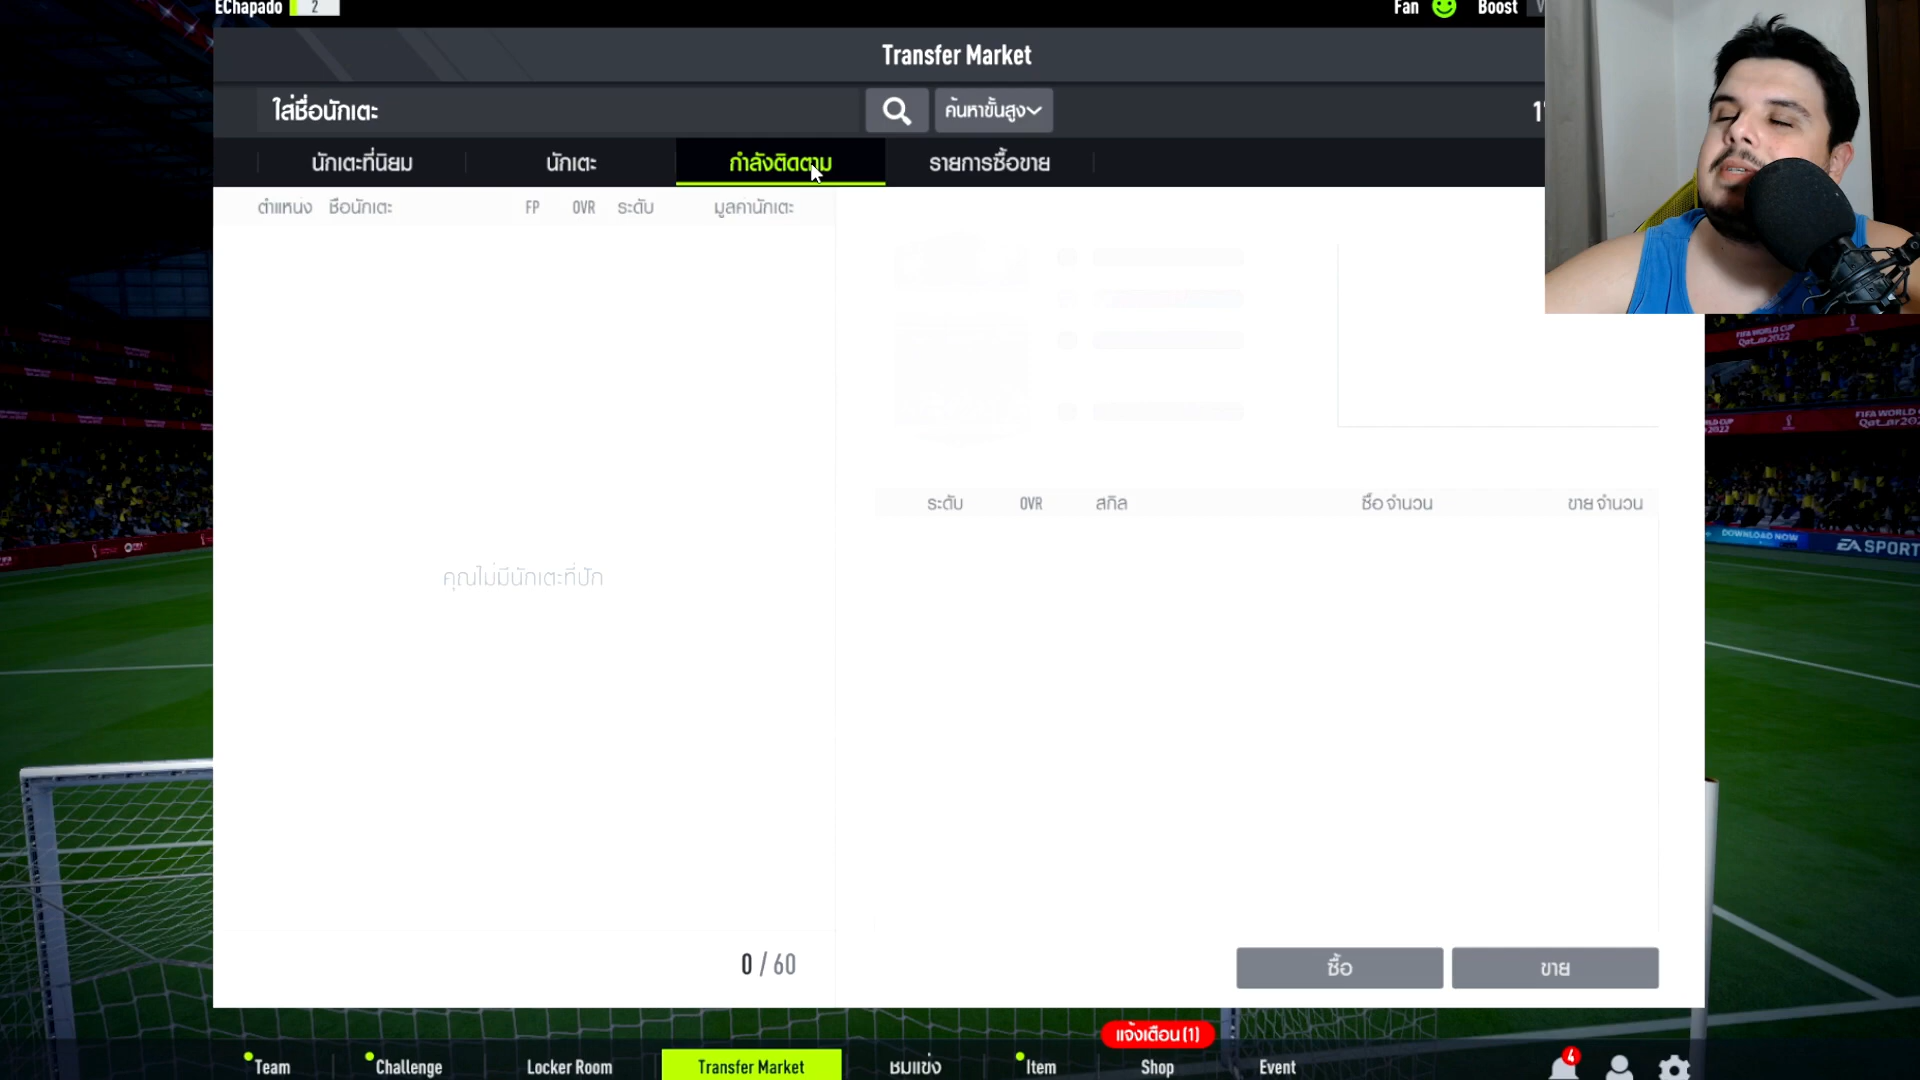 EChapado 2 Fan Boost
Transfer Market
ใส่ชื่อนักเตะ ค้นหาขั้นสูง
นักเตะที่นิยม นักเตะ กำลังติดตาม รายการซื้อขาย
ตำแหน่ง ชื่อนักเตะ FP OVR ระดับ มูลค่านักเตะ
FIFA WORLD CUP
Qatar2022
FIFA WORLD
ระดับ OVR สกิล ซื้อ จำนวน ขาย จำนวน
DOWNLOAD NOW
EA SPORT
คุณไม่มีนักเตะที่ปัก
0 / 60
ซื้อ ขาย
แจ้งเตือน(1)
4
Team Challenge Locker Room Transfer Market ชมแข่ง Item Shop Event